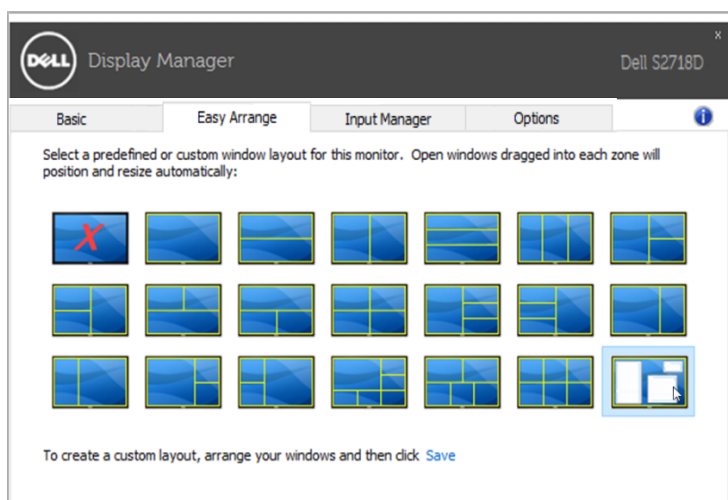 DELL Display Manager
Dell S2718D
Basic
Easy Arrange
Input Manager
Options
Select a predefined or custom window layout for this monitor. Open windows dragged into each zone will
position and resize automatically:
To create a custom layout, arrange your windows and then click Save